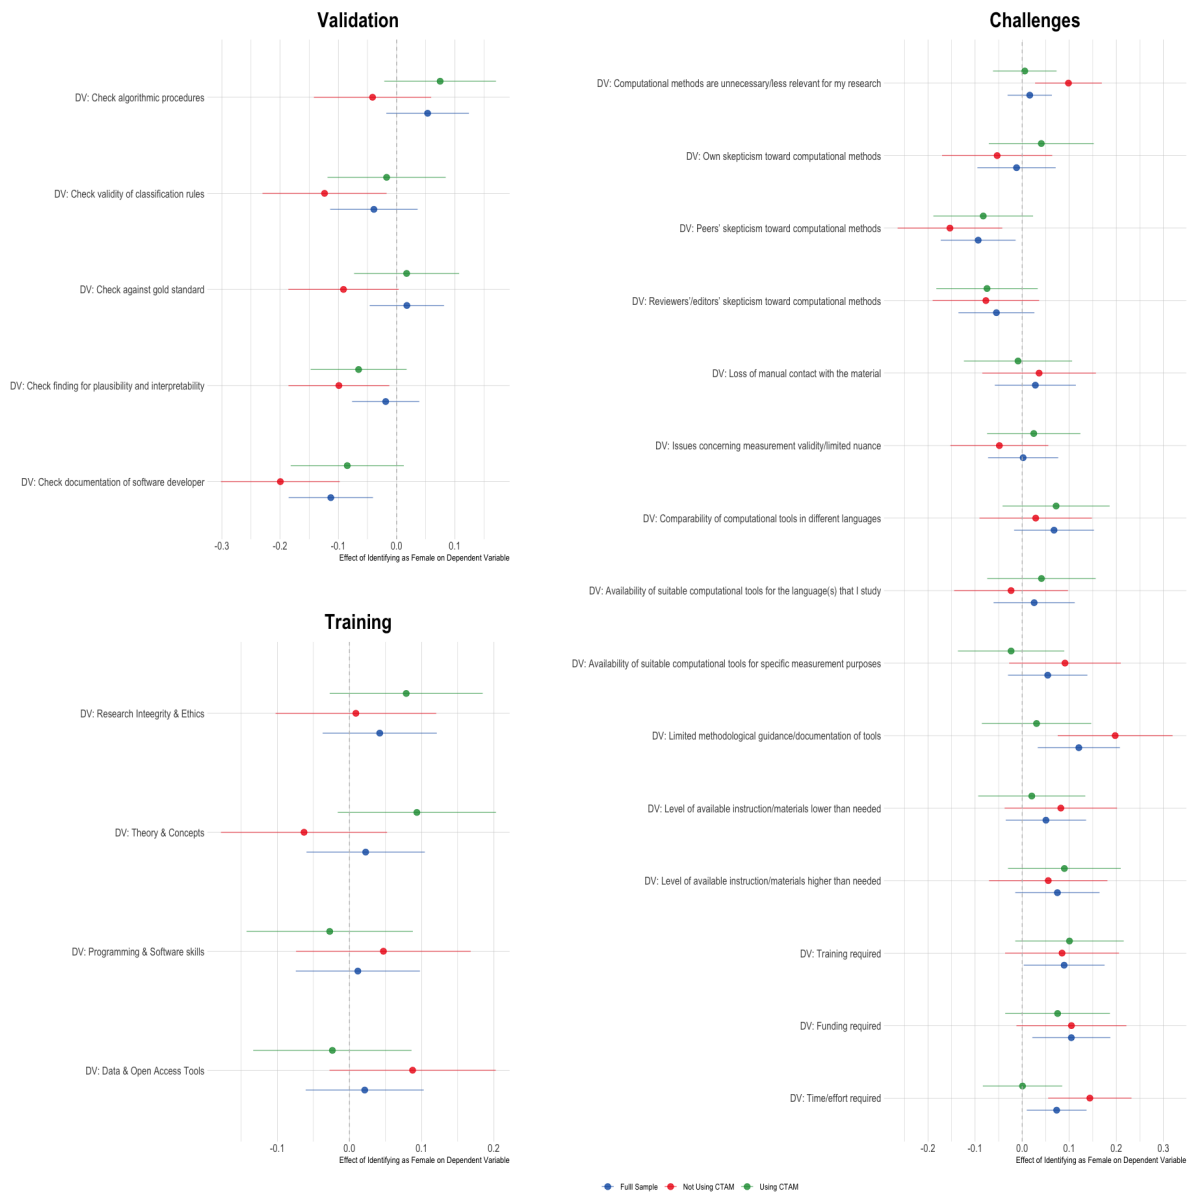 Validation
DV: Check algorithmic procedures
DV: Check validity of classification rules
DV: Check against gold standard
DV: Check finding for plausibility and interpretability
DV: Check documentation of software developer
-0.3 -0.2 -0.1 0.0 0.1
Effect of Identifying as Female on Dependent Variable
Training
DV: Research Inteegrity & Ethics
DV: Theory & Concepts
DV: Programming & Software skills
DV: Data & Open Access Tools
-0.1 0.0 0.1 0.2
Effect of Identifying as Female on Dependent Variable
Challenges
DV: Computational methods are unnecessary/less relevant for my research
DV: Own skepticism toward computational methods
DV: Peers' skepticism toward computational methods
DV: Reviewers'/editors' skepticism toward computational methods
DV: Loss of manual contact with the material
DV: Issues concerning measurement validity/limited nuance
DV: Comparability of computational tools in different languages
DV: Availability of suitable computational tools for the language(s) that I study
DV: Availability of suitable computational tools for specific measurement purposes
DV: Limited methodological guidance/documentation of tools
DV: Level of available instruction/materials lower than needed
DV: Level of available instruction/materials higher than needed
DV: Training required
DV: Funding required
DV: Time/effort required
-0.2 -0.1 0.0 0.1 0.2 0.3
Effect of Identifying as Female on Dependent Variable
Fulll Sample Not Using CTAM Using CTAM